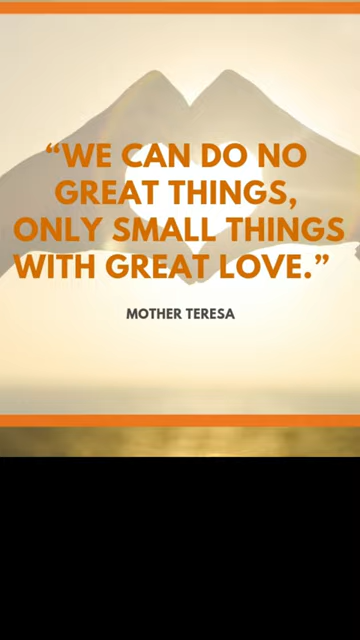 “WE CAN DO NO
GREAT THINGS,
ONLY SMALL THINGS
WITH GREAT LOVE.”
MOTHER TERESA